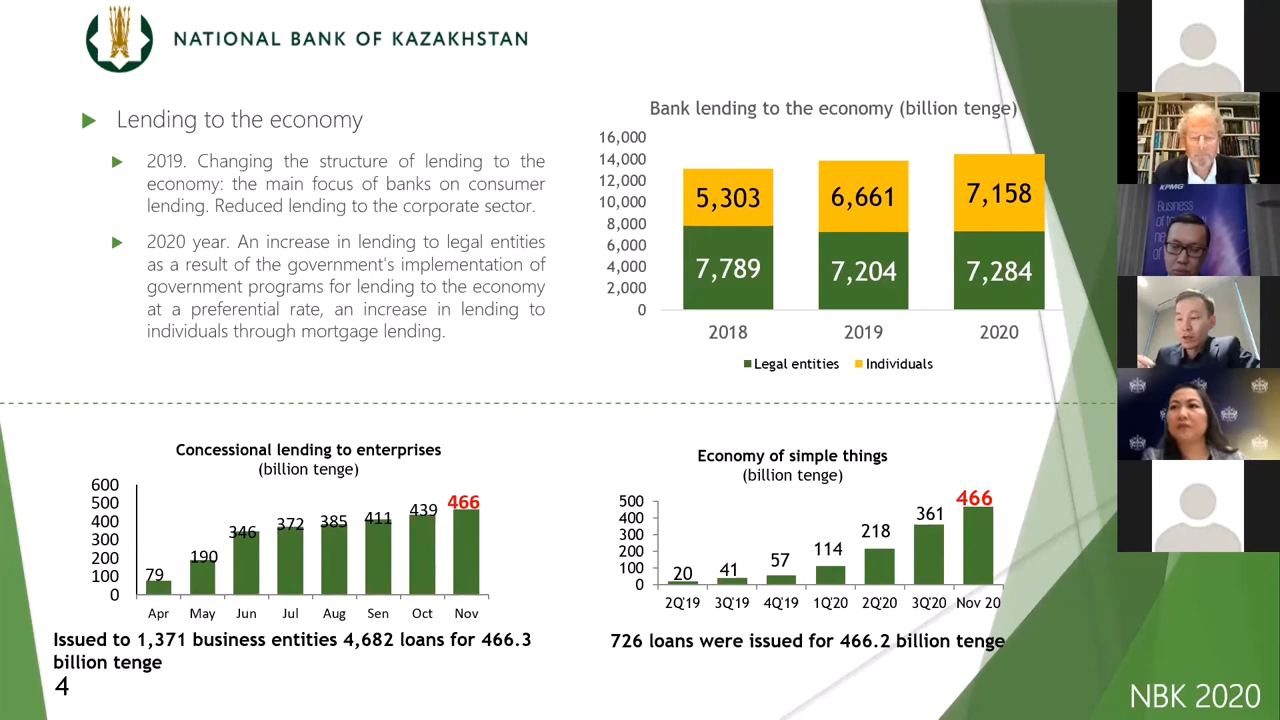 NATIONAL BANK OF KAZAKHSTAN
Lending to the economy
2019. Changing the structure of lending to the
economy: the main focus of banks on consumer
lending. Reduced lending to the corporate sector.
2020 year. An increase in lending to legal entities
as a result of the government's implementation of
government programs for lending to the economy
at a preferential rate, an increase in lending to
individuals through mortgage lending.
Bank lending to the economy (billion tenge)
16,000
14,000
12,000
10,000
8,000
6,000
4,000
2,000
0
5,303
6,661
7,158
7,789
7,204
7,284
2018 2019 2020
Legal entities Individuals
Concessional lending to enterprises
(billion tenge)
600
500
400
300
200
100
0
79 190 346 372 385 411 439 466
Apr May Jun Jul Aug Sen Oct Nov
Issued to 1,371 business entities 4,682 loans for 466.3
billion tenge
Economy of simple things
(billion tenge)
500
400
300
200
100
0
20 41 57 114 218 361 466
2Q'19 3Q'19 4Q'19 1Q'20 2Q'20 3Q'20 Nov 20
726 loans were issued for 466.2 billion tenge
4
NBK 2020
KPMG
Business
of